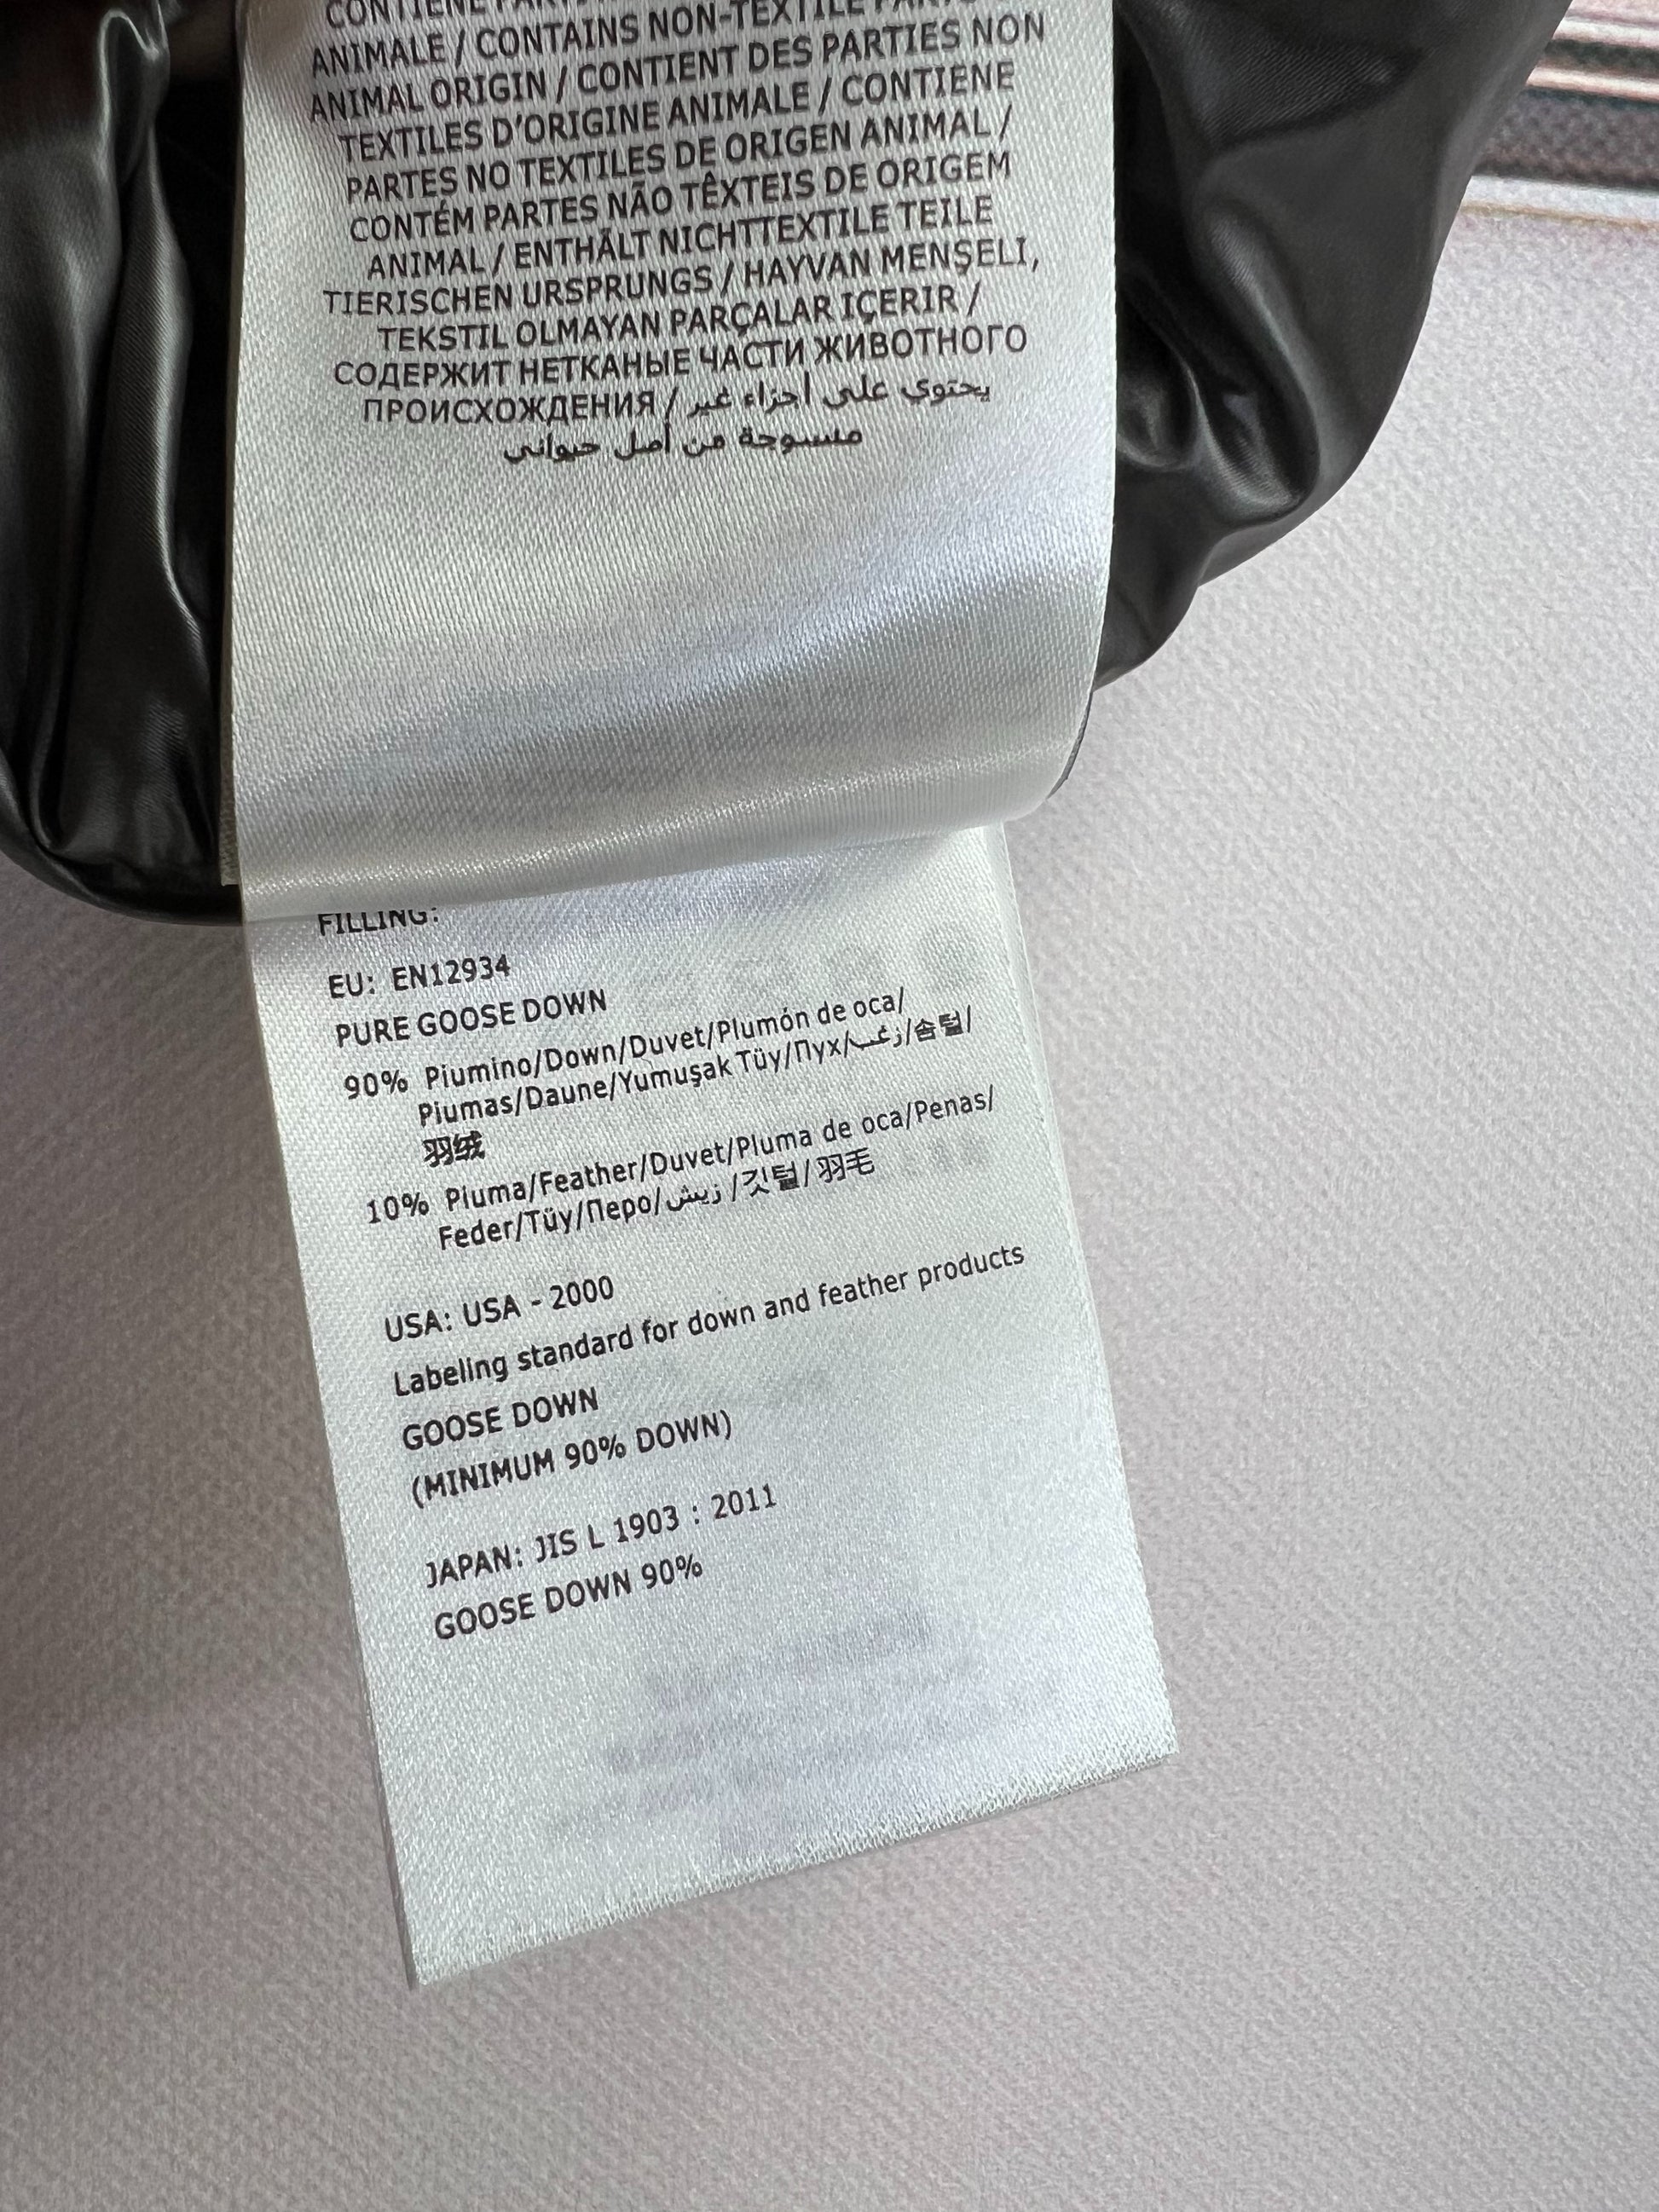 CONTIENE
ANIMALE / CONTAINS NON-TEXTILE
ANIMAL ORIGIN / CONTIENT DES PARTIES NON
TEXTILES D'ORIGINE ANIMALE / CONTIENE
PARTES NO TEXTILES DE ORIGEN ANIMAL /
CONTÉM PARTES NÃO TÊXTEIS DE ORIGEM
ANIMAL / ENTHÄLT NICHTTEXTILE TEILE
TIERISCHEN URSPRUNGS / HAYVAN MENŞELİ,
TEKSTIL OLMAYAN PARÇALAR IÇERIR /
СОДЕРЖИТ НЕТКАНЫЕ ЧАСТИ ЖИВОТНОГО
ПРОИСХОЖДЕНИЯ / يحتوي على أجزاء غير
منسوجة من أصل حيواني
FILLING:
EU: EN12934
PURE GOOSE DOWN
90% Piumino/Down/Duvet/Plumón de oca/
Piumas/Daune/Yumuşak Tüy/Пух/زغب/솜털/
羽绒
10% Piuma/Feather/Duvet/Pluma de oca/Penas/
Feder/Tüy/Перо/زيش/깃털/羽毛
USA: USA - 2000
Labeling standard for down and feather products
GOOSE DOWN
(MINIMUM 90% DOWN)
JAPAN: JIS L 1903 : 2011
GOOSE DOWN 90%